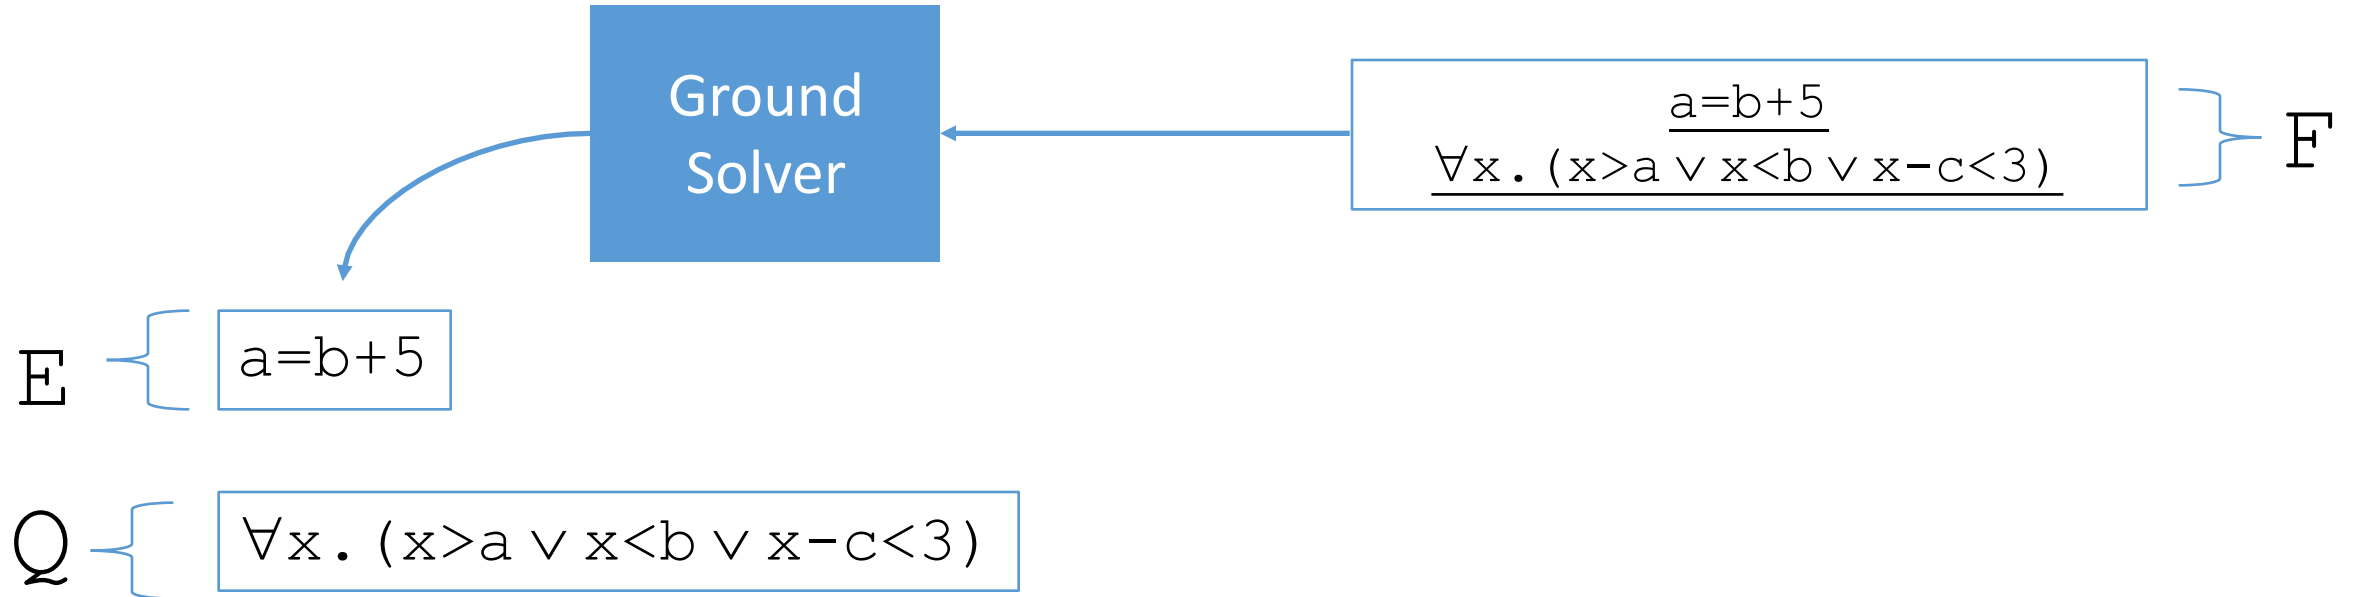 Ground
Solver
a=b+5
∀x.(x>a ∨ x<b ∨ x-c<3)
F
E
a=b+5
Q
∀x.(x>a ∨ x<b ∨ x-c<3)